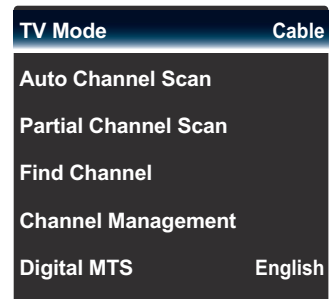 TV Mode Cable
Auto Channel Scan
Partial Channel Scan
Find Channel
Channel Management
Digital MTS English